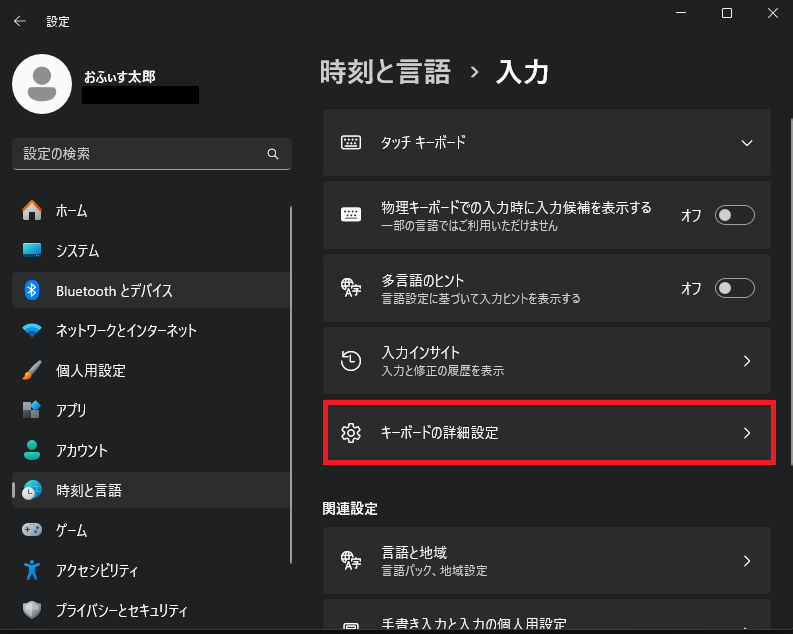 設定
おふぃす太郎
設定の検索
ホーム
システム
Bluetooth とデバイス
ネットワークとインターネット
個人用設定
アプリ
アカウント
時刻と言語
ゲーム
アクセシビリティ
プライバシーとセキュリティ
時刻と言語 › 入力
タッチ キーボード
物理キーボードでの入力時に入力候補を表示する
一部の言語ではご利用いただけません
オフ
多言語のヒント
言語設定に基づいて入力ヒントを表示する
オフ
入力インサイト
入力と修正の履歴を表示
キーボードの詳細設定
関連設定
言語と地域
言語パック、地域設定
手書き入力と入力の個人用設定